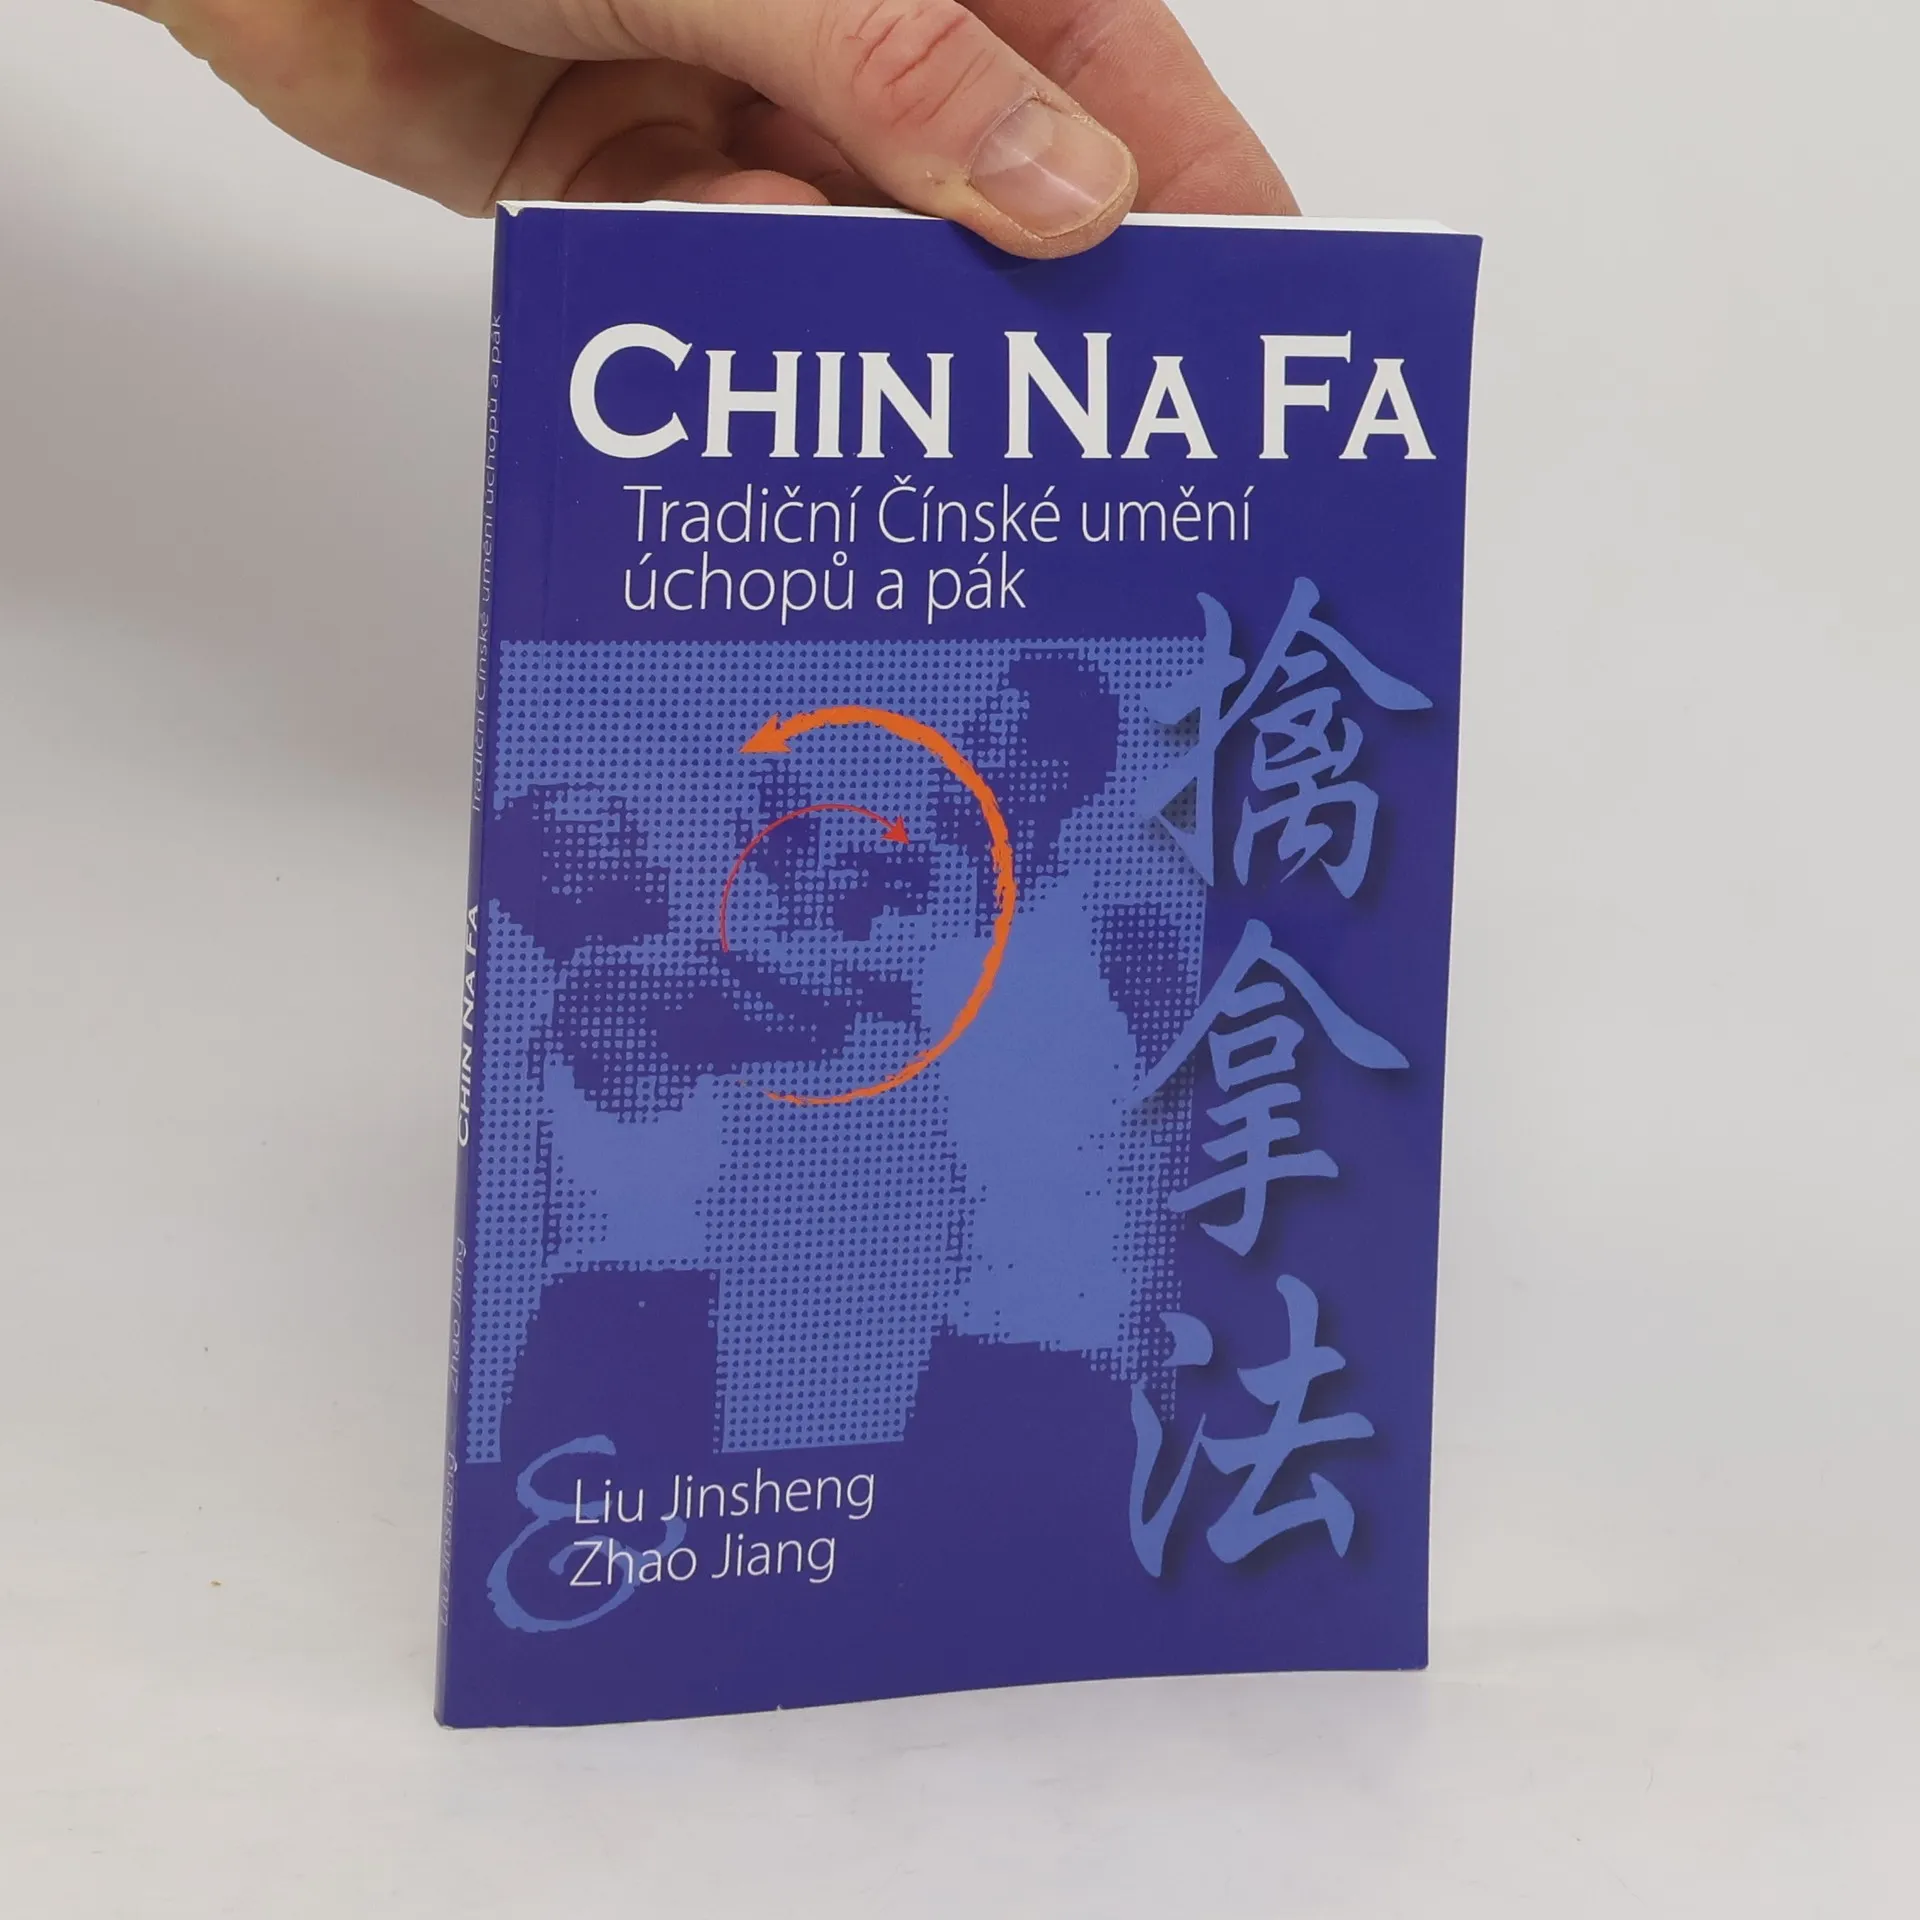 CHIN NA FA
Tradiční Čínské umění
úchopů a pák
擒拿法
Liu Jinsheng
&
Zhao Jiang
Liu Jinsheng & Zhao Jiang CHIN NA FA Tradiční Čínské umění úchopů a pák